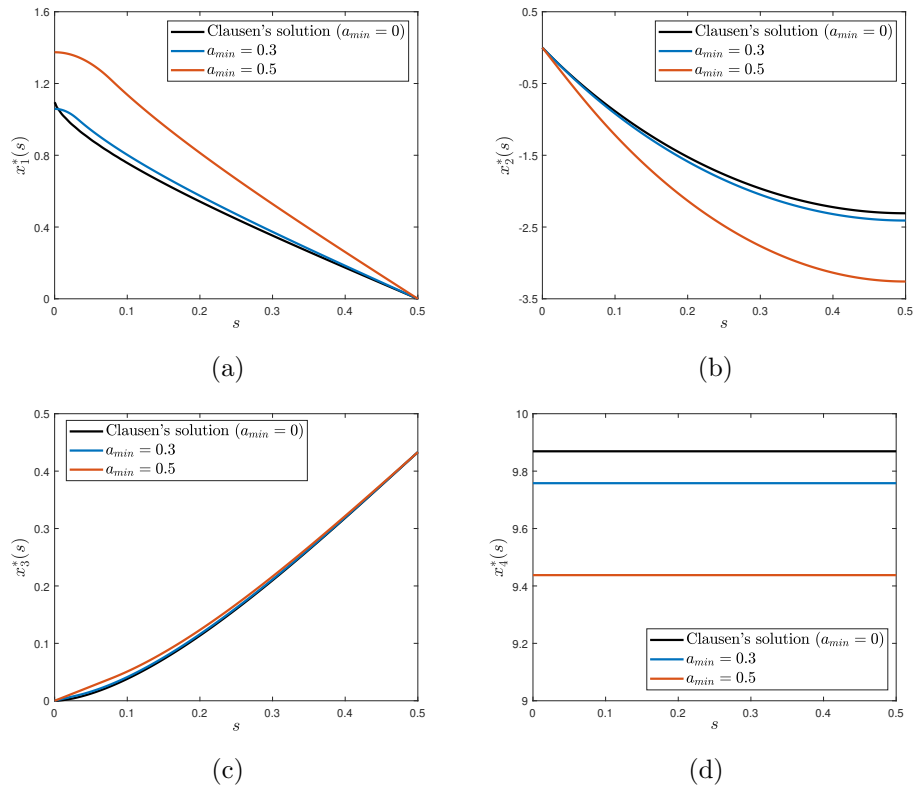 1.6
1.2
0.8
0.4
0
0
0.1
0.2
0.3
0.4
0.5
x₁*(s)
s
Clausen's solution (a_min = 0)
a_min = 0.3
a_min = 0.5
(a)
0.5
-0.5
-1.5
-2.5
-3.5
0
0.1
0.2
0.3
0.4
0.5
x₂*(s)
s
Clausen's solution (a_min = 0)
a_min = 0.3
a_min = 0.5
(b)
0.5
0.4
0.3
0.2
0.1
0
0
0.1
0.2
0.3
0.4
0.5
x₃*(s)
s
Clausen's solution (a_min = 0)
a_min = 0.3
a_min = 0.5
(c)
10
9.8
9.6
9.4
9.2
9
0
0.1
0.2
0.3
0.4
0.5
x₄*(s)
s
Clausen's solution (a_min = 0)
a_min = 0.3
a_min = 0.5
(d)